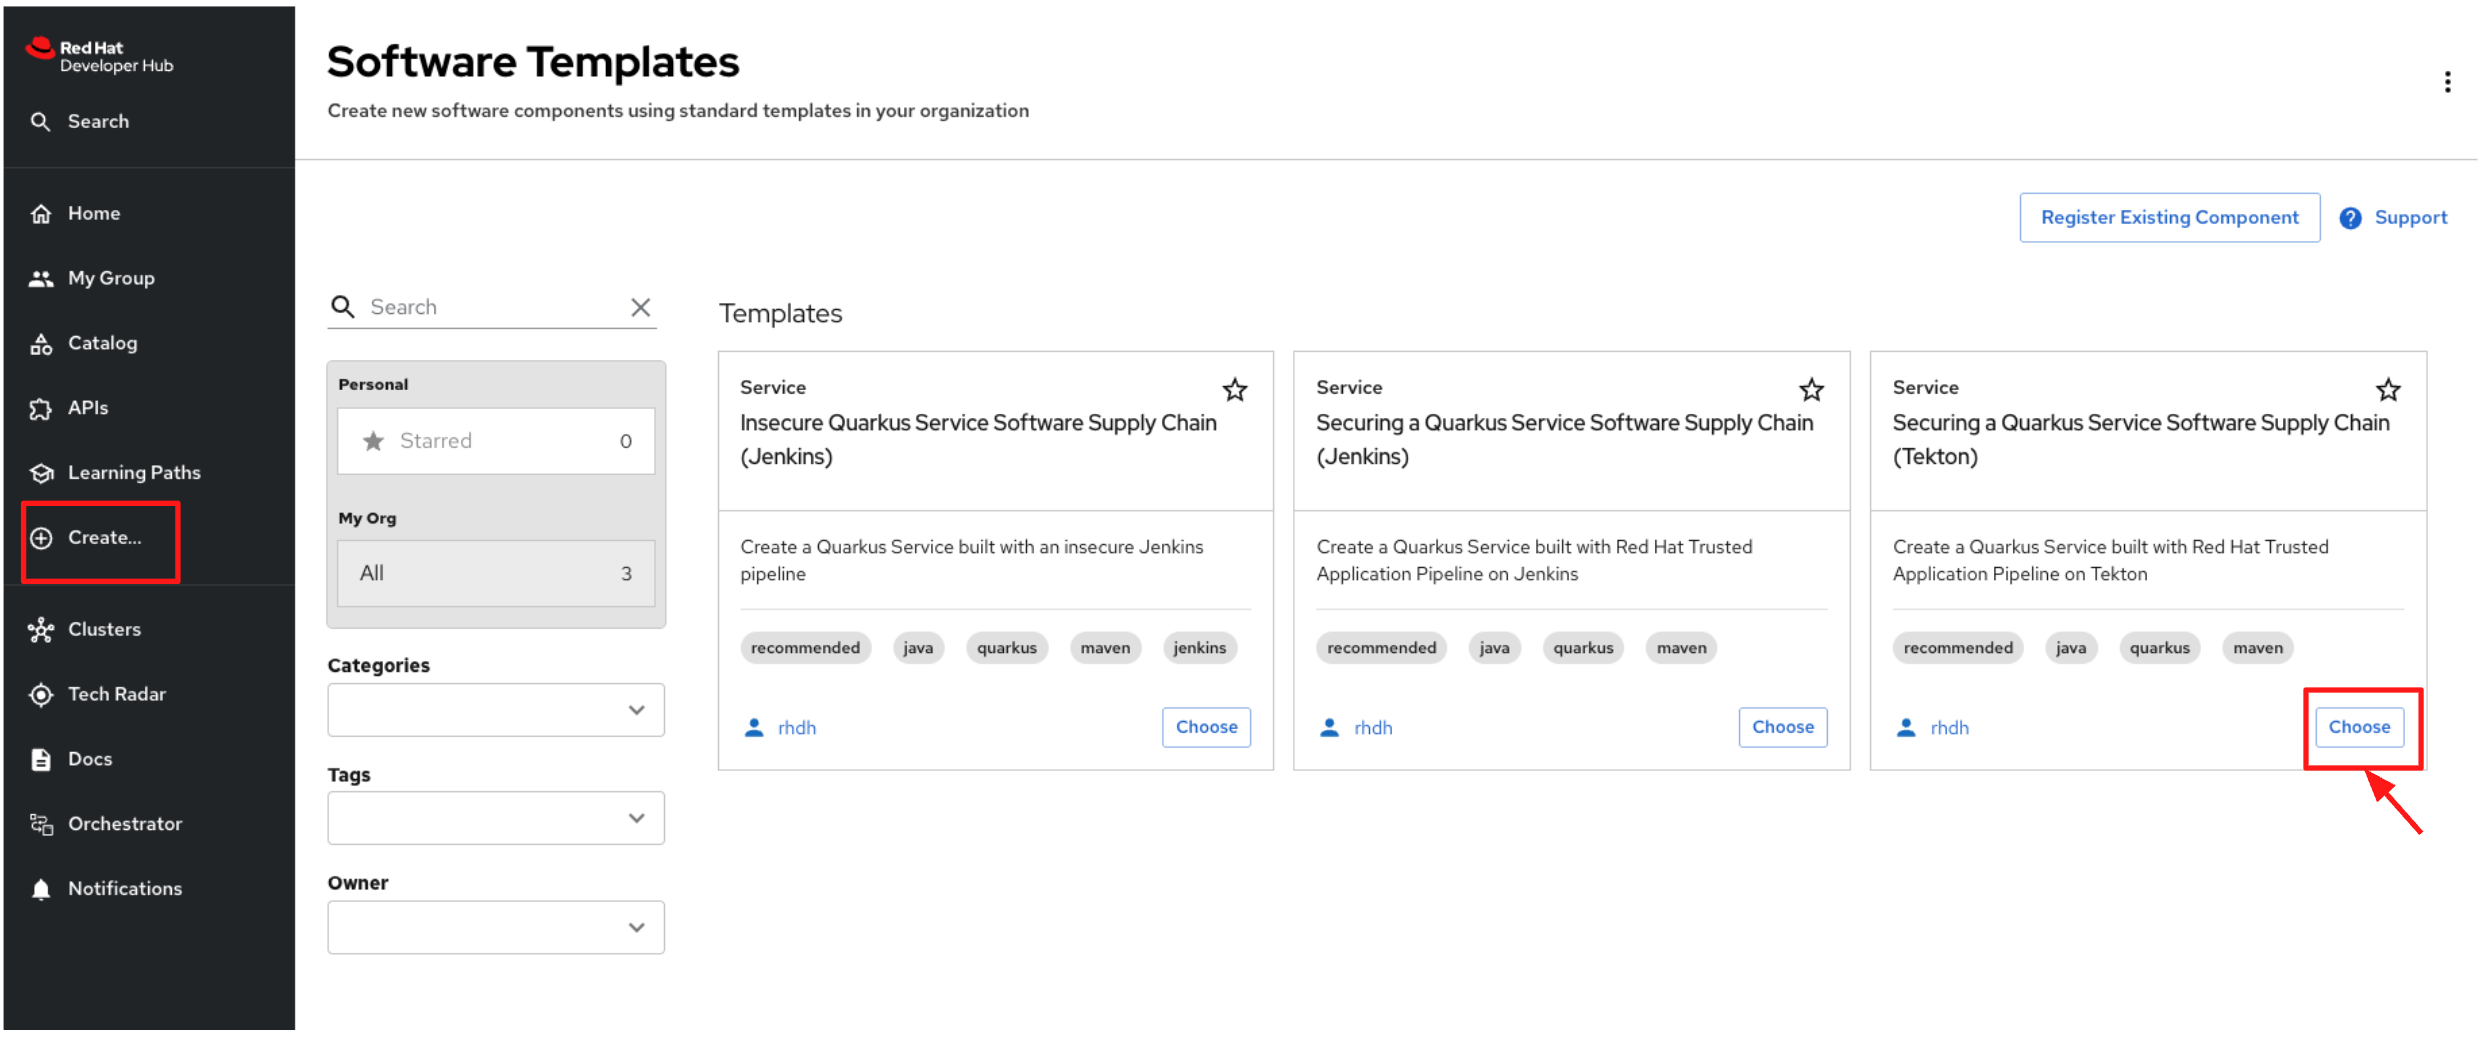 Red Hat
Developer Hub
Search
Home
My Group
Catalog
APIs
Learning Paths
Create...
Clusters
Tech Radar
Docs
Orchestrator
Notifications
Software Templates
Create new software components using standard templates in your organization
Register Existing Component
Support
Search
Personal
Starred 0
My Org
All 3
Categories
Tags
Owner
Templates
Service
Insecure Quarkus Service Software Supply Chain
(Jenkins)
Create a Quarkus Service built with an insecure Jenkins
pipeline
recommended java quarkus maven jenkins
rhdh Choose
Service
Securing a Quarkus Service Software Supply Chain
(Jenkins)
Create a Quarkus Service built with Red Hat Trusted
Application Pipeline on Jenkins
recommended java quarkus maven
rhdh Choose
Service
Securing a Quarkus Service Software Supply Chain
(Tekton)
Create a Quarkus Service built with Red Hat Trusted
Application Pipeline on Tekton
recommended java quarkus maven
rhdh Choose